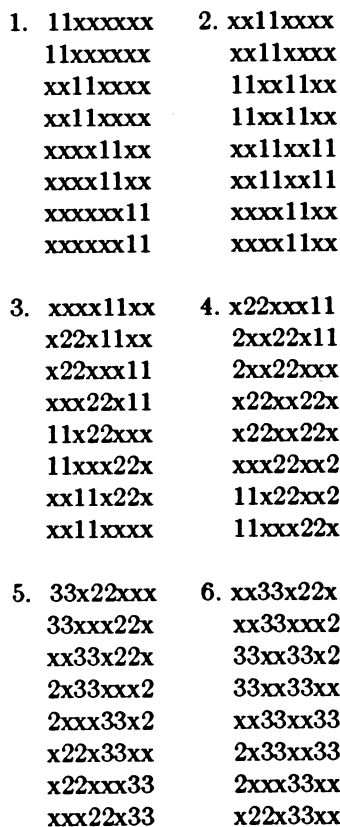 1. 11xxxxxx
11xxxxxx
xx11xxxx
xx11xxxx
xxxx11xx
xxxx11xx
xxxxxx11
xxxxxx11
2. xx11xxxx
xx11xxxx
11xx11xx
11xx11xx
xx11xx11
xx11xx11
xxxx11xx
xxxx11xx
3. xxxx11xx
x22x11xx
x22xxx11
xxx22x11
11x22xxx
11xxx22x
xx11x22x
xx11xxxx
4. x22xxx11
2xx22x11
2xx22xxx
x22xx22x
x22xx22x
xxx22xx2
11x22xx2
11xxx22x
5. 33x22xxx
33xxx22x
xx33x22x
2x33xxx2
2xxx33x2
x22x33xx
x22xxx33
xxx22x33
6. xx33x22x
xx33xxx2
33xx33x2
33xx33xx
xx33xx33
2x33xx33
2xxx33xx
x22x33xx